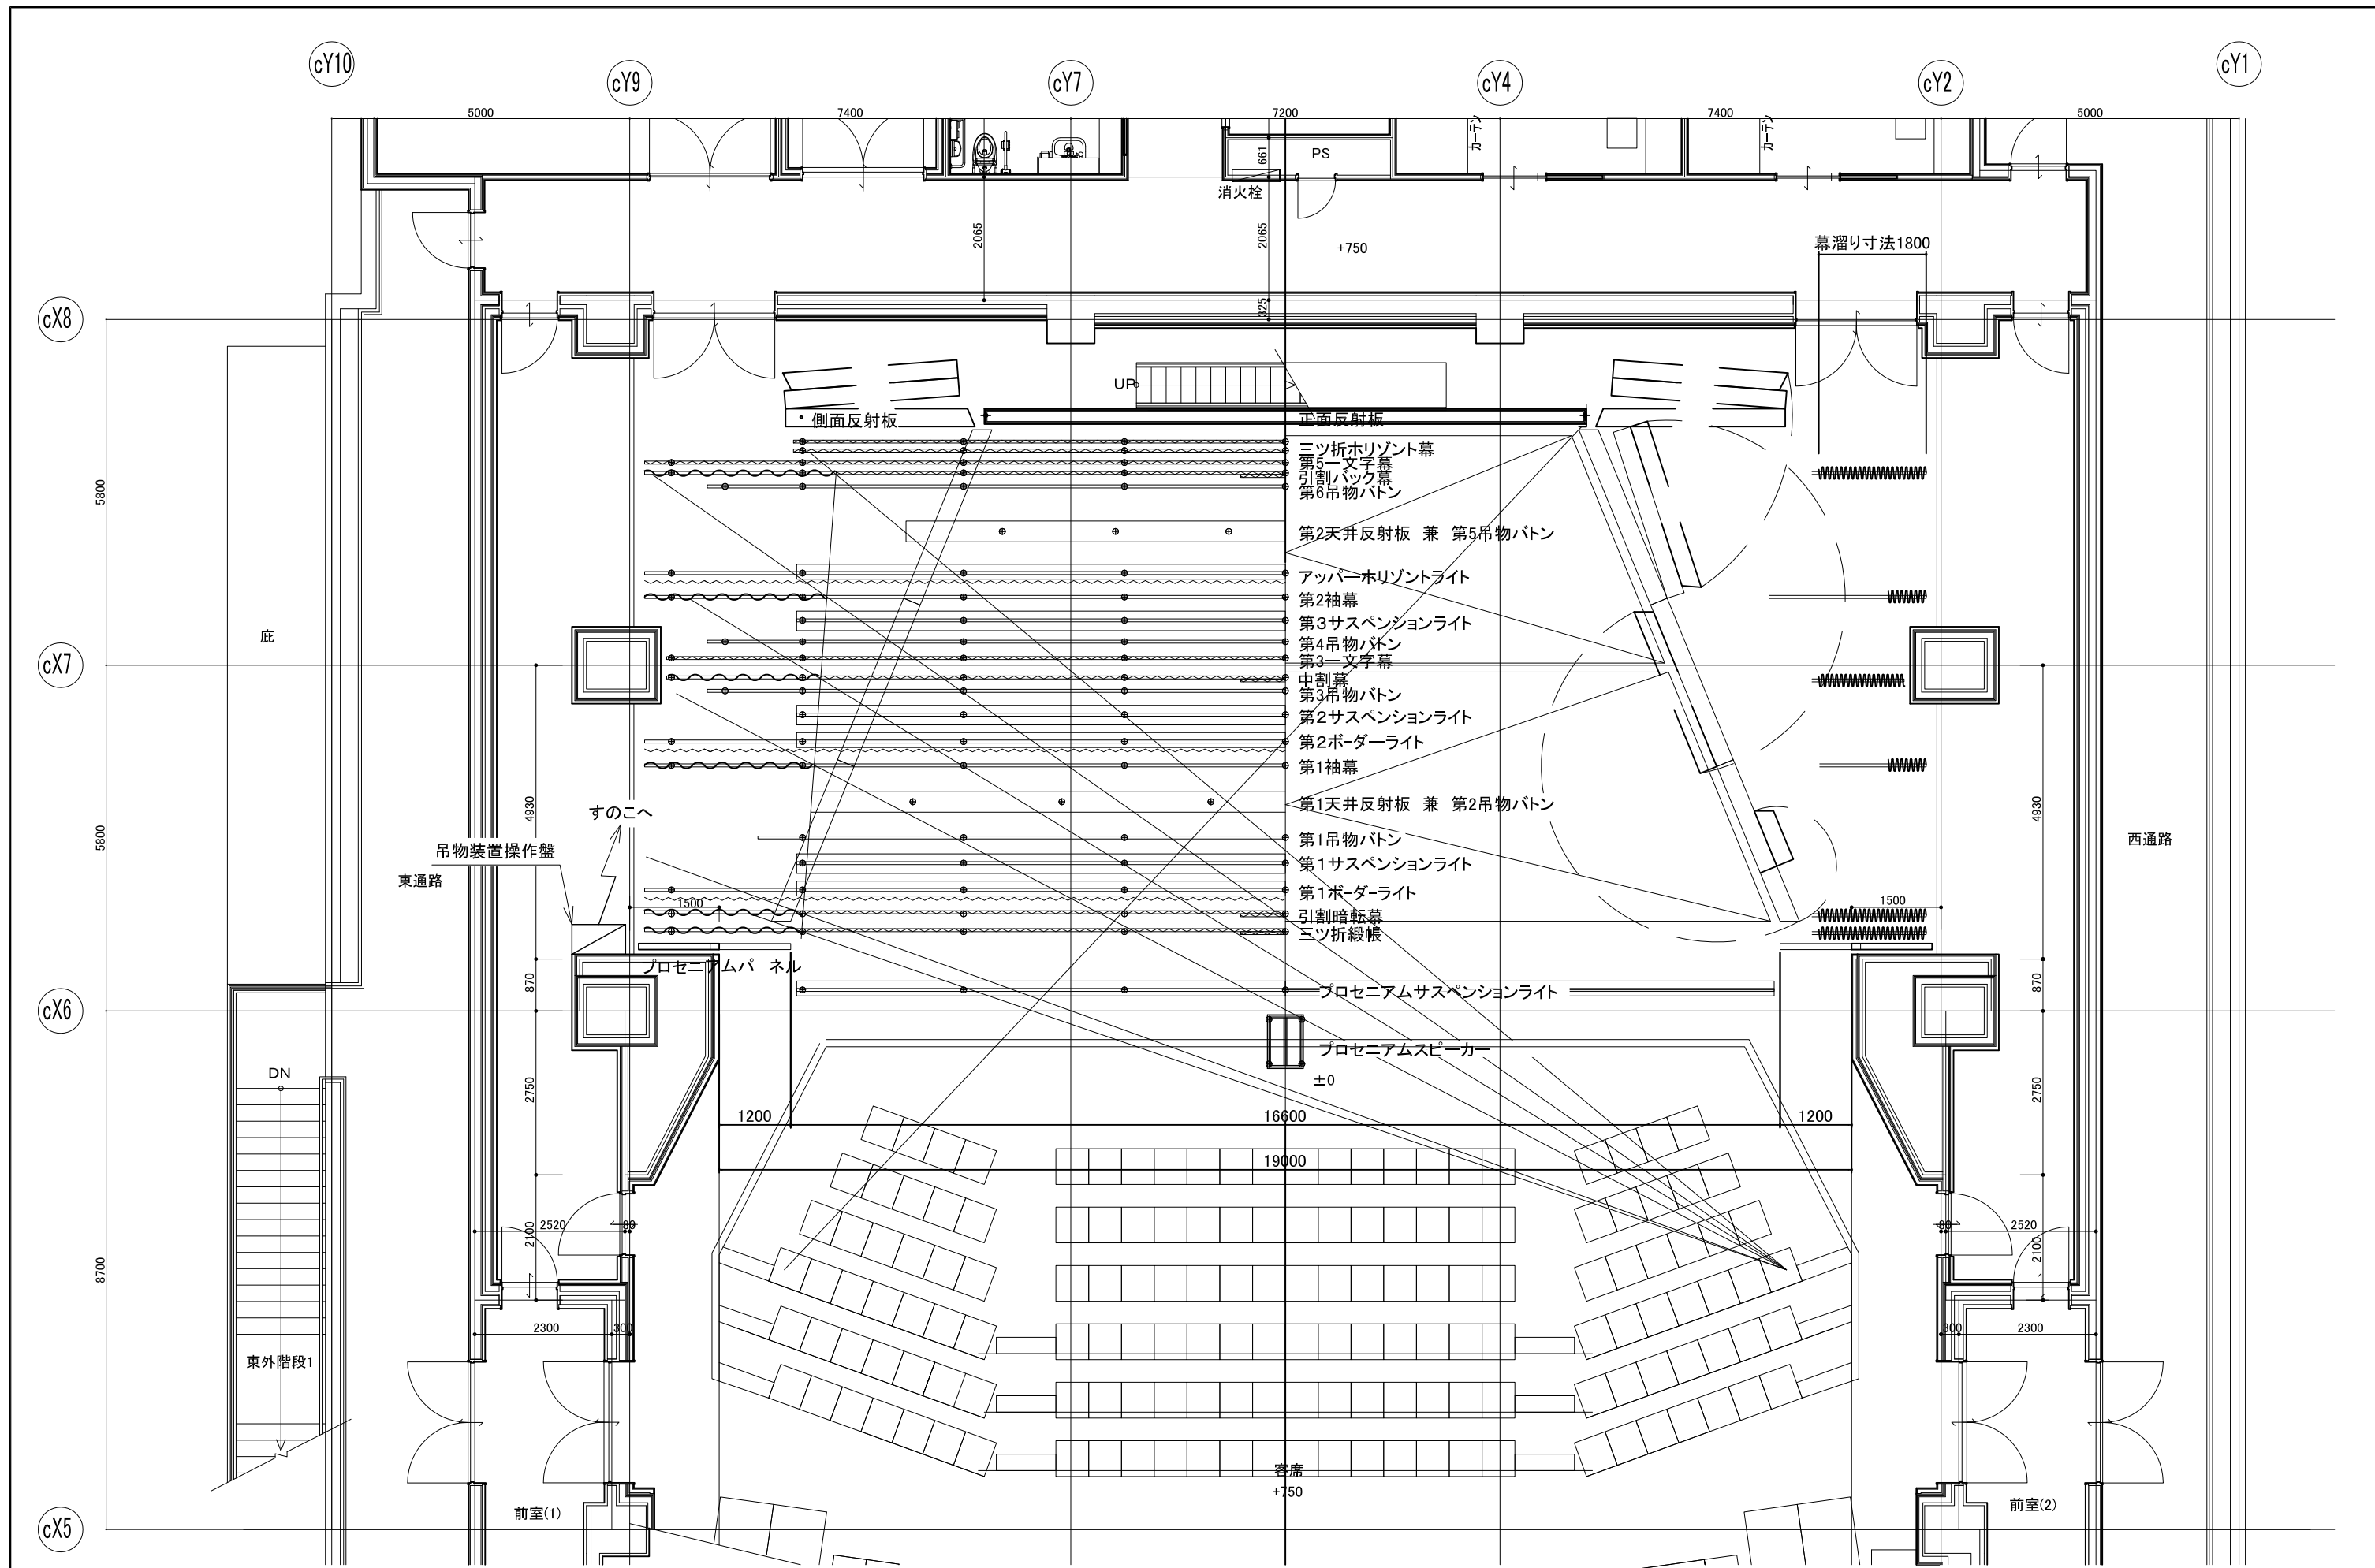 cY10
cY9
cY7
cY4
cY2
cY1
5000
7400
7200
7400
5000
カーテン
カーテン
661
PS
消火栓
2065
2065
+750
幕溜り寸法1800
cX8
325
UP
側面反射板
正面反射板
三ツ折ホリゾント幕
第5一文字幕
引割バック幕
第6吊物バトン
5800
第2天井反射板 兼 第5吊物バトン
アッパーホリゾントライト
第2袖幕
第3サスペンションライト
庇
第4吊物バトン
cX7
第3一文字幕
中割幕
第3吊物バトン
第2サスペンションライト
第2ボーダーライト
第1袖幕
第1天井反射板 兼 第2吊物バトン
4930
4930
すのこへ
5800
第1吊物バトン
西通路
吊物装置操作盤
第1サスペンションライト
東通路
第1ボーダーライト
1500
1500
引割暗転幕
三ツ折緞帳
プロセニアムパ ネル
870
870
プロセニアムサスペンションライト
cX6
プロセニアムスピーカー
DN
±0
2750
2750
1200
16600
1200
19000
2520
80
80
2520
2100
2100
8700
2300
300
300
2300
東外階段1
客席
+750
前室(1)
前室(2)
cX5